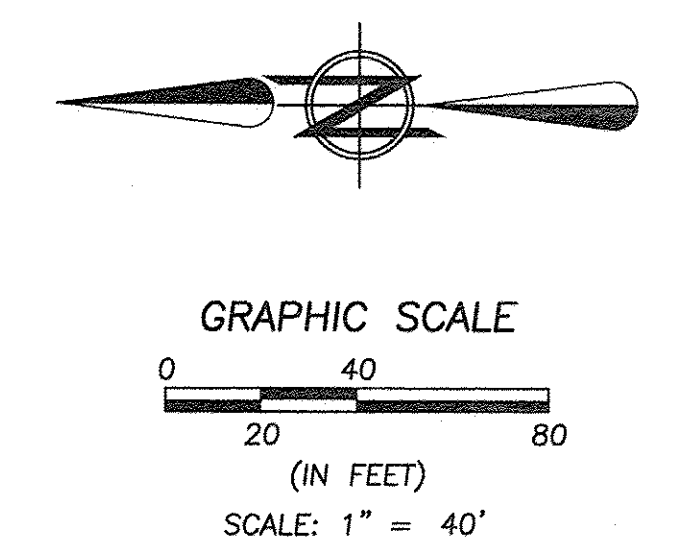 N
GRAPHIC SCALE
0 40
20 80
(IN FEET)
SCALE: 1" = 40'